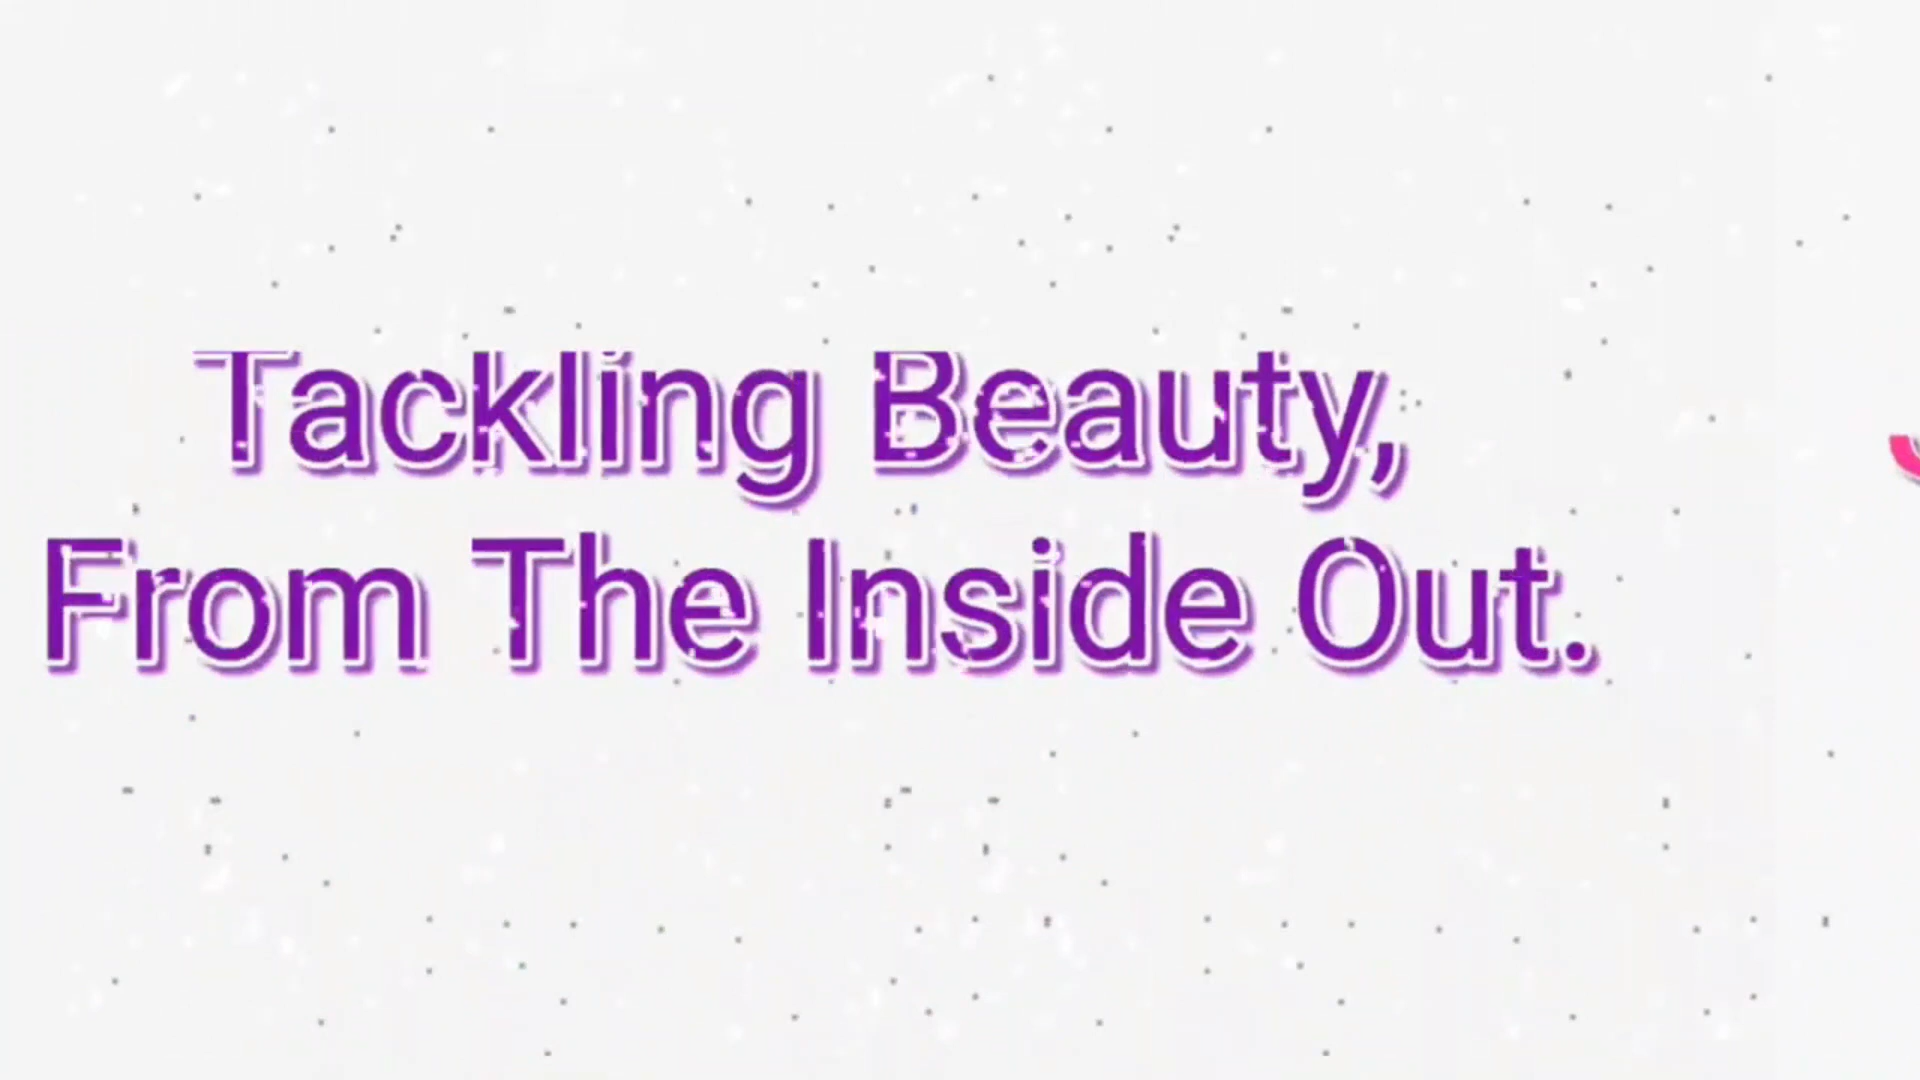 Tackling Beauty,
From The Inside Out.